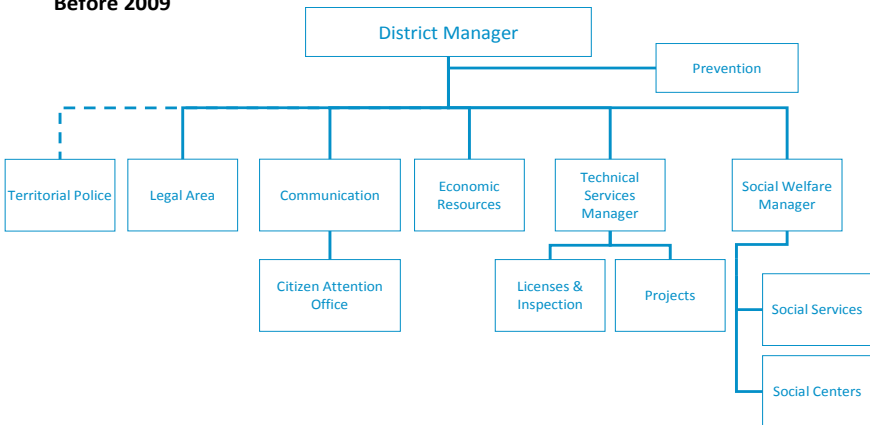 Before 2009
District Manager
Prevention
Territorial Police
Legal Area
Communication
Economic
Resources
Technical
Services
Manager
Social Welfare
Manager
Citizen Attention
Office
Licenses &
Inspection
Projects
Social Services
Social Centers